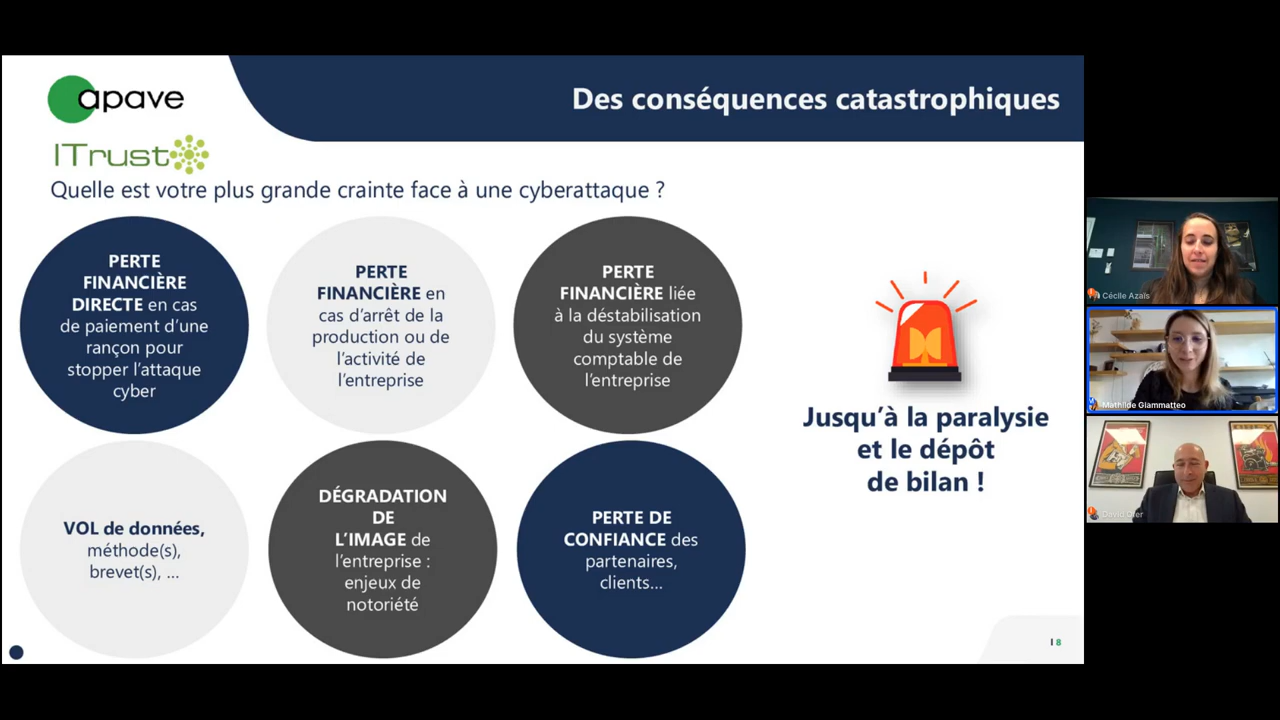 apave
Des conséquences catastrophiques
ITrust
Quelle est votre plus grande crainte face à une cyberattaque ?
PERTE
FINANCIÈRE
DIRECTE en cas
de paiement d'une
rançon pour
stopper l'attaque
cyber
PERTE
FINANCIÈRE en
cas d'arrêt de la
production ou de
l'activité de
l'entreprise
PERTE
FINANCIÈRE liée
à la déstabilisation
du système
comptable de
l'entreprise
VOL de données,
méthode(s),
brevet(s), ...
DÉGRADATION
DE
L'IMAGE de
l'entreprise :
enjeux de
notoriété
PERTE DE
CONFIANCE des
partenaires,
clients...
Jusqu'à la paralysie
et le dépôt
de bilan !
I 8
Cécile Azaïs
Mathilde Giammatteo
David Ofer